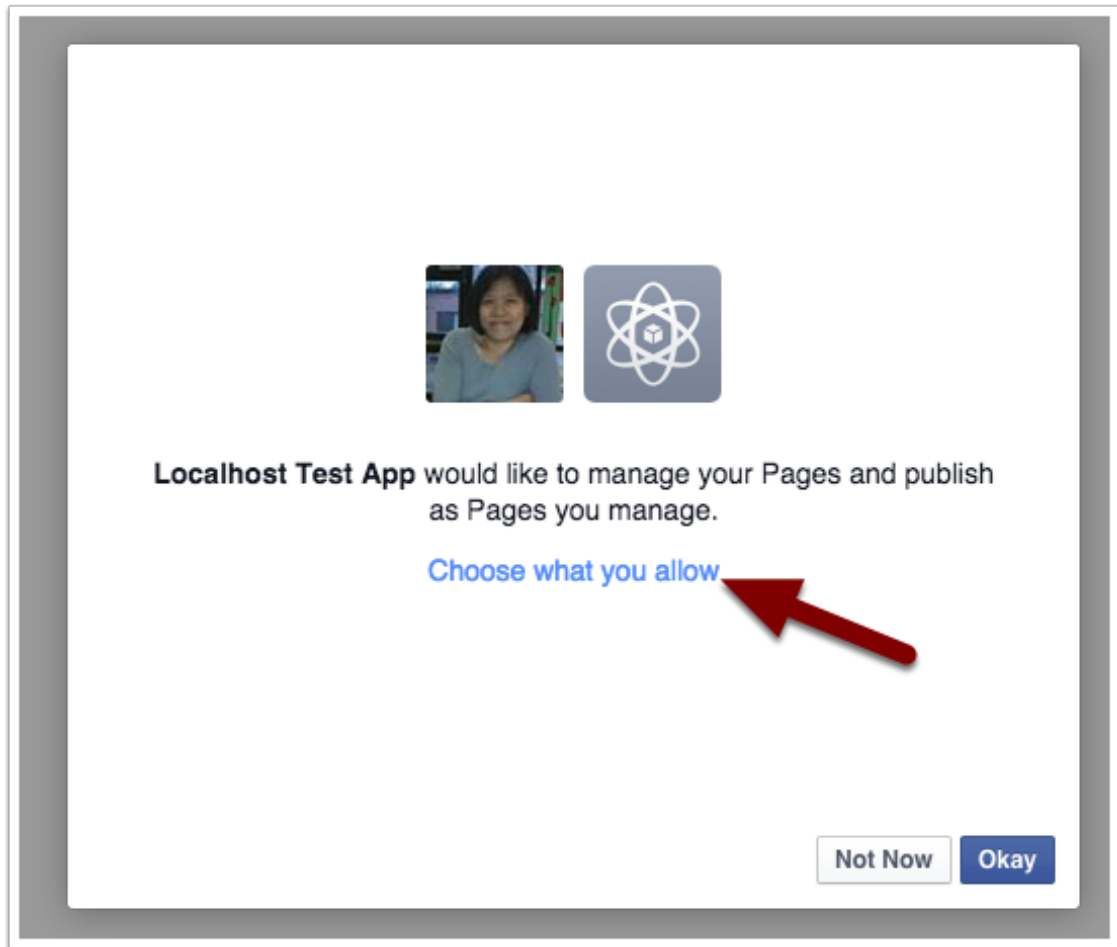 Localhost Test App would like to manage your Pages and publish
as Pages you manage.
Choose what you allow
Not Now
Okay